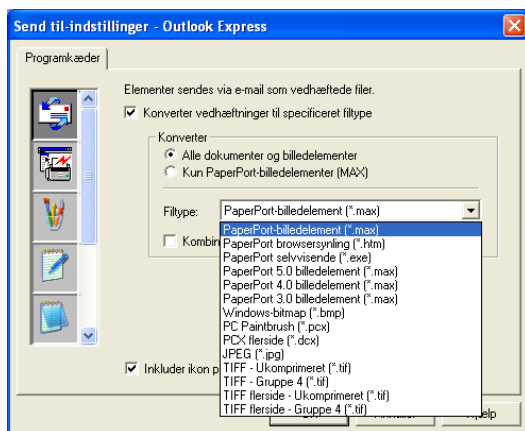 Send til-indstillinger - Outlook Express
Programkæder
Elementer sendes via e-mail som vedhæftede filer.
Konverter vedhæftninger til specificeret filtype
Konverter
Alle dokumenter og billedelementer
Kun PaperPort-billedelementer (MAX)
Filtype: PaperPort-billedelement (*.max)
PaperPort-billedelement (*.max)
PaperPort browsersynling (*.htm)
PaperPort selvvisende (*.exe)
PaperPort 5.0 billedelement (*.max)
PaperPort 4.0 billedelement (*.max)
PaperPort 3.0 billedelement (*.max)
Windows-bitmap (*.bmp)
PC Paintbrush (*.pcx)
PCX flerside (*.dcx)
JPEG (*.jpg)
TIFF - Ukomprimeret (*.tif)
TIFF - Gruppe 4 (*.tif)
TIFF flerside - Ukomprimeret (*.tif)
TIFF flerside - Gruppe 4 (*.tif)
Kombin
Inkluder ikon p